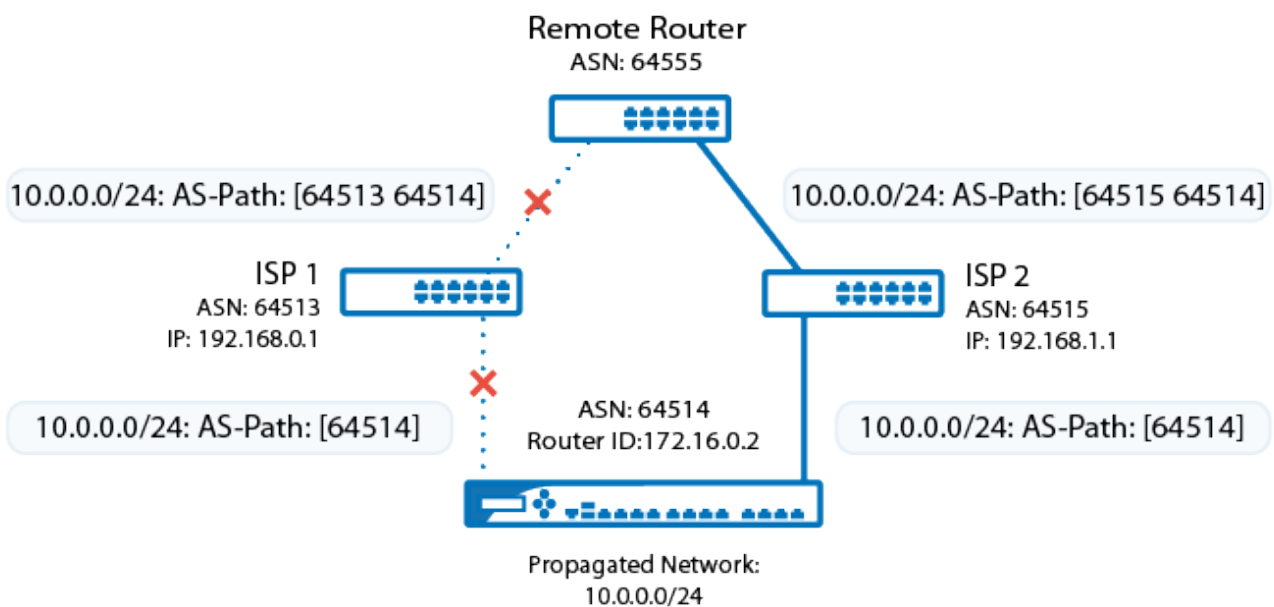 Remote Router
ASN: 64555
10.0.0.0/24: AS-Path: [64513 64514]
10.0.0.0/24: AS-Path: [64515 64514]
ISP 1
ASN: 64513
IP: 192.168.0.1
ISP 2
ASN: 64515
IP: 192.168.1.1
10.0.0.0/24: AS-Path: [64514]
ASN: 64514
Router ID:172.16.0.2
10.0.0.0/24: AS-Path: [64514]
Propagated Network:
10.0.0.0/24